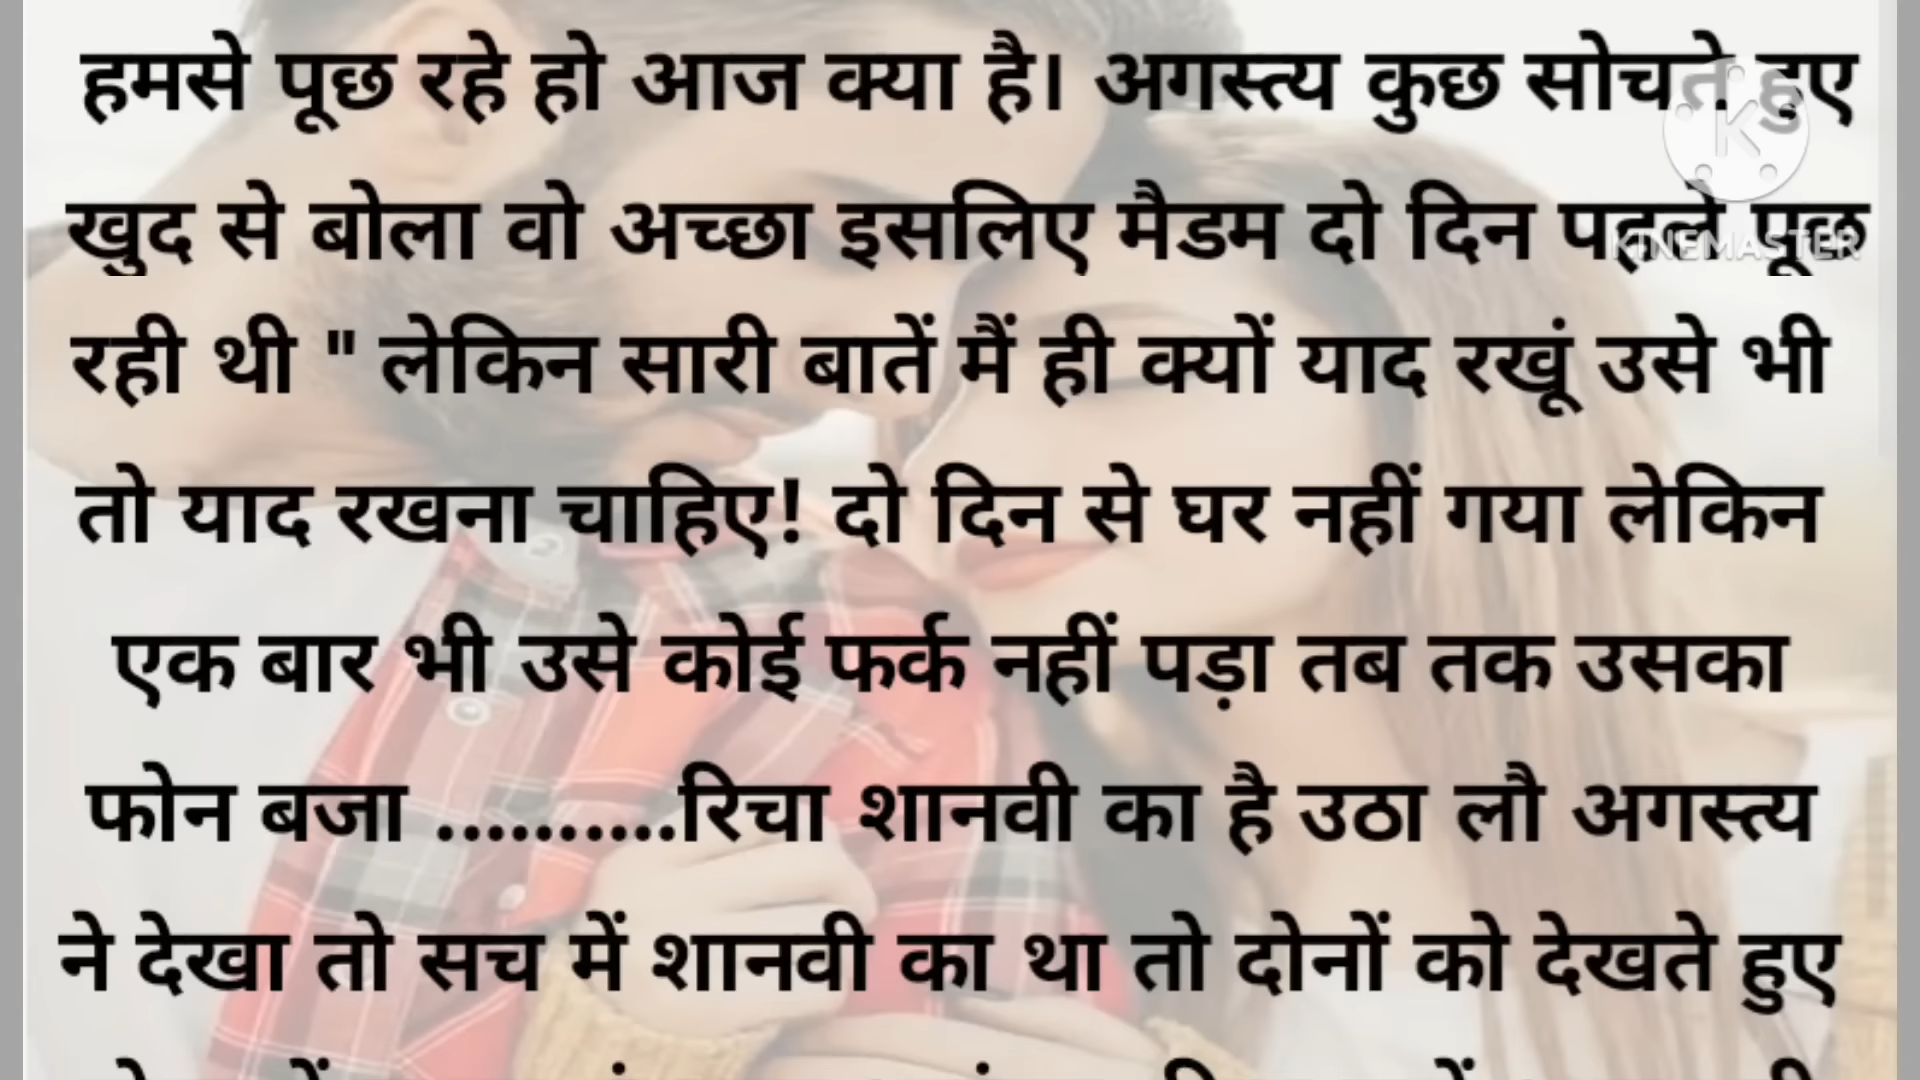 हमसे पूछ रहे हो आज क्या है। अगस्त्य कुछ सोचते हुए
खुद से बोला वो अच्छा इसलिए मैडम दो दिन पहले पूछ
रही थी " लेकिन सारी बातें मैं ही क्यों याद रखूं उसे भी
तो याद रखना चाहिए! दो दिन से घर नहीं गया लेकिन
एक बार भी उसे कोई फर्क नहीं पड़ा तब तक उसका
फोन बजा ..........रिचा शानवी का है उठा लौ अगस्त्य
ने देखा तो सच में शानवी का था तो दोनों को देखते हुए
K
KINEMASTER